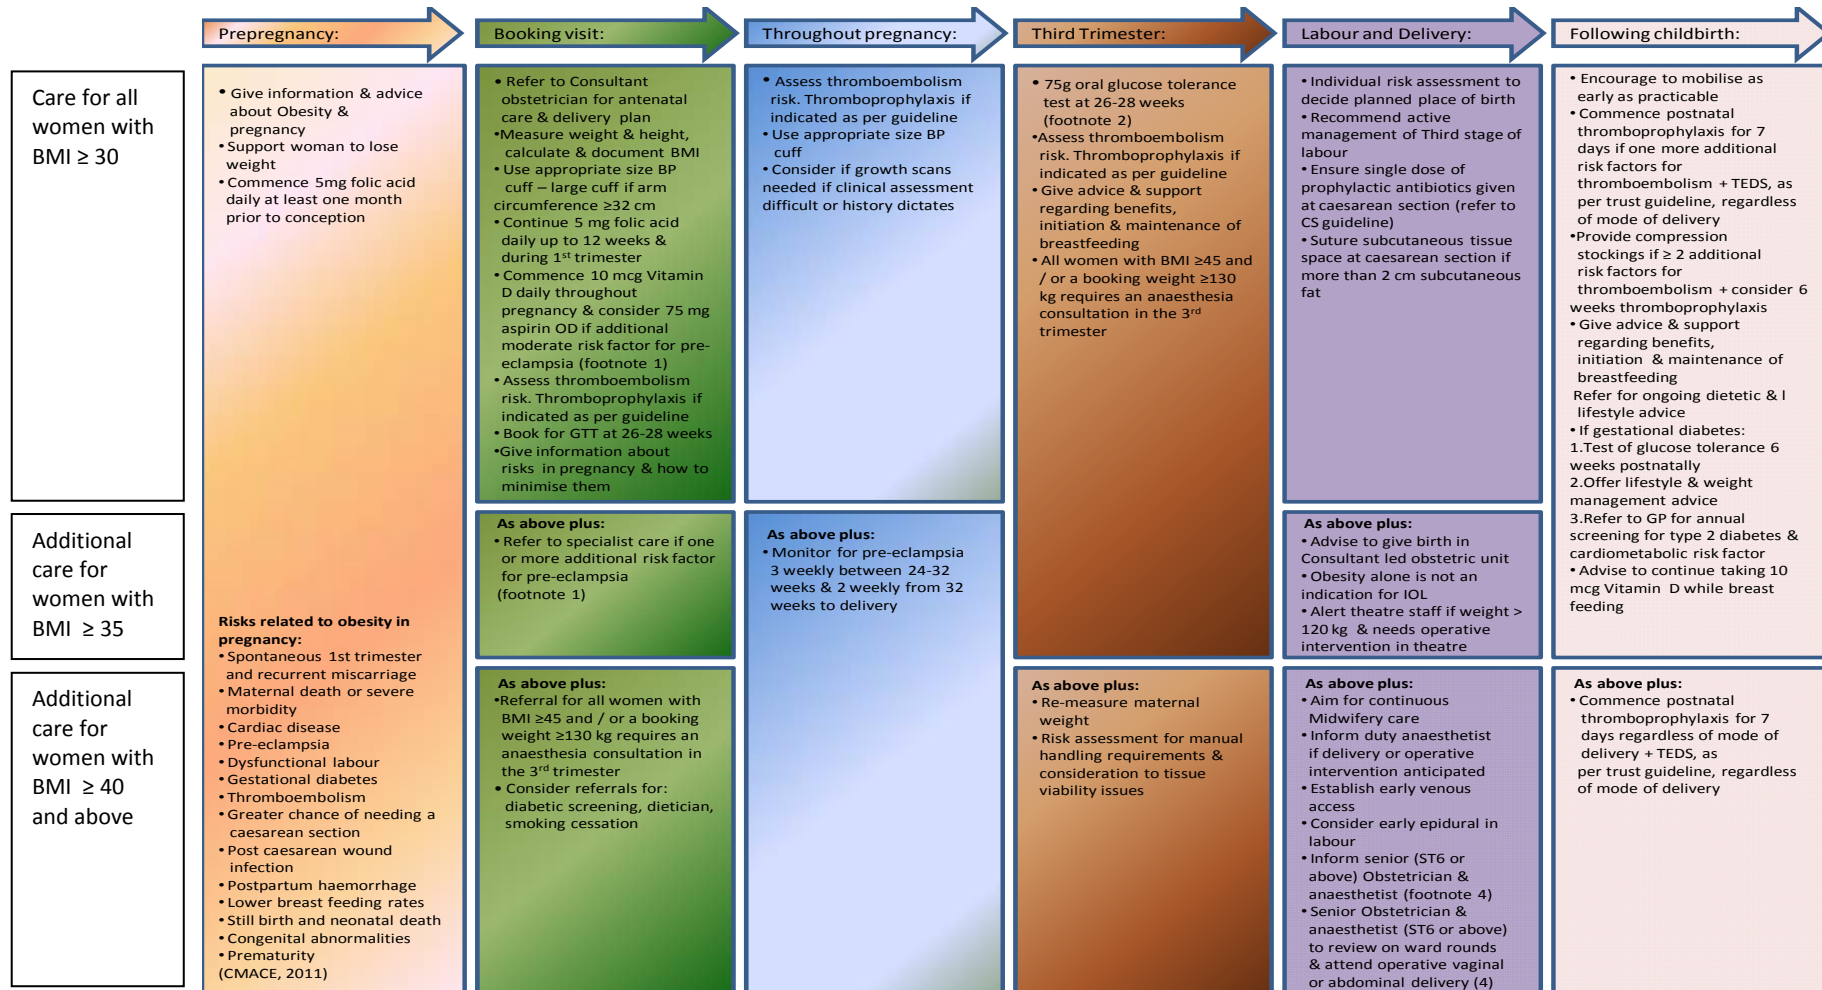 Prepregnancy:
Booking visit:
Throughout pregnancy:
Third Trimester:
Labour and Delivery:
Following childbirth:
Care for all
women with
BMI ≥ 30
• Give information & advice
about Obesity &
pregnancy
• Support woman to lose
weight
• Commence 5mg folic acid
daily at least one month
prior to conception
Risks related to obesity in
pregnancy:
• Spontaneous 1st trimester
and recurrent miscarriage
• Maternal death or severe
morbidity
• Cardiac disease
• Pre-eclampsia
• Dysfunctional labour
• Gestational diabetes
• Thromboembolism
• Greater chance of needing a
caesarean section
• Post caesarean wound
infection
• Postpartum haemorrhage
• Lower breast feeding rates
• Still birth and neonatal death
• Congenital abnormalities
• Prematurity
(CMACE, 2011)
• Refer to Consultant
obstetrician for antenatal
care & delivery plan
•Measure weight & height,
calculate & document BMI
• Use appropriate size BP
cuff – large cuff if arm
circumference ≥32 cm
• Continue 5 mg folic acid
daily up to 12 weeks &
during 1st trimester
• Commence 10 mcg Vitamin
D daily throughout
pregnancy & consider 75 mg
aspirin OD if additional
moderate risk factor for pre-
eclampsia (footnote 1)
• Assess thromboembolism
risk. Thromboprophylaxis if
indicated as per guideline
• Book for GTT at 26-28 weeks
•Give information about
risks in pregnancy & how to
minimise them
• Assess thromboembolism
risk. Thromboprophylaxis if
indicated as per guideline
• Use appropriate size BP
cuff
• Consider if growth scans
needed if clinical assessment
difficult or history dictates
• 75g oral glucose tolerance
test at 26-28 weeks
(footnote 2)
•Assess thromboembolism
risk. Thromboprophylaxis if
indicated as per guideline
• Give advice & support
regarding benefits,
initiation & maintenance of
breastfeeding
• All women with BMI ≥45 and
/ or a booking weight ≥130
kg requires an anaesthesia
consultation in the 3rd
trimester
• Individual risk assessment to
decide planned place of birth
• Recommend active
management of Third stage of
labour
• Ensure single dose of
prophylactic antibiotics given
at caesarean section (refer to
CS guideline)
• Suture subcutaneous tissue
space at caesarean section if
more than 2 cm subcutaneous
fat
• Encourage to mobilise as
early as practicable
• Commence postnatal
thromboprophylaxis for 7
days if one more additional
risk factors for
thromboembolism + TEDS, as
per trust guideline, regardless
of mode of delivery
•Provide compression
stockings if ≥ 2 additional
risk factors for
thromboembolism + consider 6
weeks thromboprophylaxis
• Give advice & support
regarding benefits,
initiation & maintenance of
breastfeeding
Refer for ongoing dietetic & l
lifestyle advice
• If gestational diabetes:
1.Test of glucose tolerance 6
weeks postnatally
2.Offer lifestyle & weight
management advice
3.Refer to GP for annual
screening for type 2 diabetes &
cardiometabolic risk factor
• Advise to continue taking 10
mcg Vitamin D while breast
feeding
Additional
care for
women with
BMI ≥ 35
As above plus:
• Refer to specialist care if one
or more additional risk factor
for pre-eclampsia
(footnote 1)
As above plus:
• Monitor for pre-eclampsia
3 weekly between 24-32
weeks & 2 weekly from 32
weeks to delivery
As above plus:
• Advise to give birth in
Consultant led obstetric unit
• Obesity alone is not an
indication for IOL
• Alert theatre staff if weight >
120 kg & needs operative
intervention in theatre
Additional
care for
women with
BMI ≥ 40
and above
As above plus:
•Referral for all women with
BMI ≥45 and / or a booking
weight ≥130 kg requires an
anaesthesia consultation in
the 3rd trimester
• Consider referrals for:
diabetic screening, dietician,
smoking cessation
As above plus:
• Re-measure maternal
weight
• Risk assessment for manual
handling requirements &
consideration to tissue
viability issues
As above plus:
• Aim for continuous
Midwifery care
• Inform duty anaesthetist
if delivery or operative
intervention anticipated
• Establish early venous
access
• Consider early epidural in
labour
• Inform senior (ST6 or
above) Obstetrician &
anaesthetist (footnote 4)
• Senior Obstetrician &
anaesthetist (ST6 or above)
to review on ward rounds
& attend operative vaginal
or abdominal delivery (4)
As above plus:
• Commence postnatal
thromboprophylaxis for 7
days regardless of mode of
delivery + TEDS, as
per trust guideline, regardless
of mode of delivery